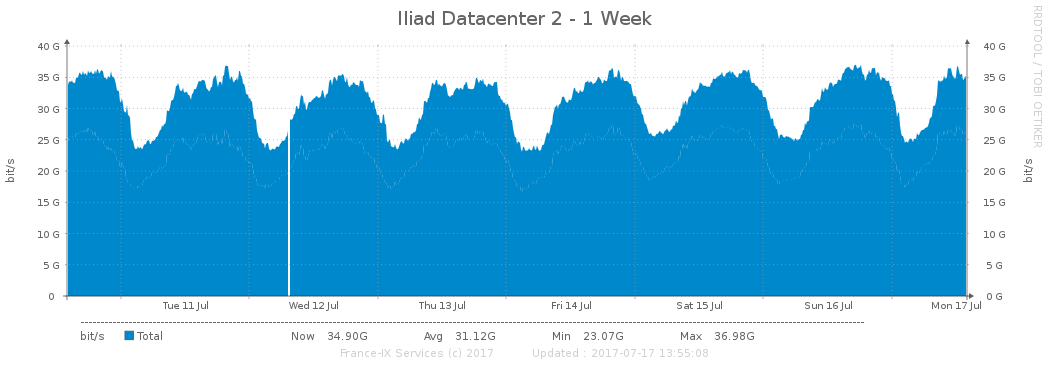 Iliad Datacenter 2 - 1 Week
RRDTOOL / TOBI OETIKER
bit/s
40 G 40 G
35 G 35 G
30 G 30 G
25 G 25 G
20 G 20 G
15 G 15 G
10 G 10 G
5 G 5 G
0 0 G
bit/s
Tue 11 Jul Wed 12 Jul Thu 13 Jul Fri 14 Jul Sat 15 Jul Sun 16 Jul Mon 17 Jul
bit/s Total Now 34.90G Avg 31.12G Min 23.07G Max 36.98G
France-IX Services (c) 2017 Updated : 2017-07-17 13:55:08